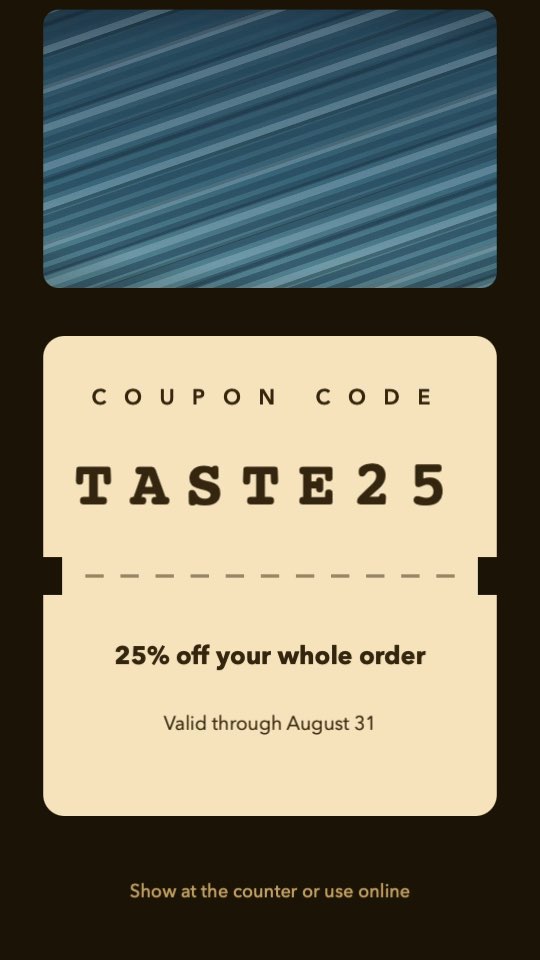 COUPON CODE
TASTE25
25% off your whole order
Valid through August 31
Show at the counter or use online